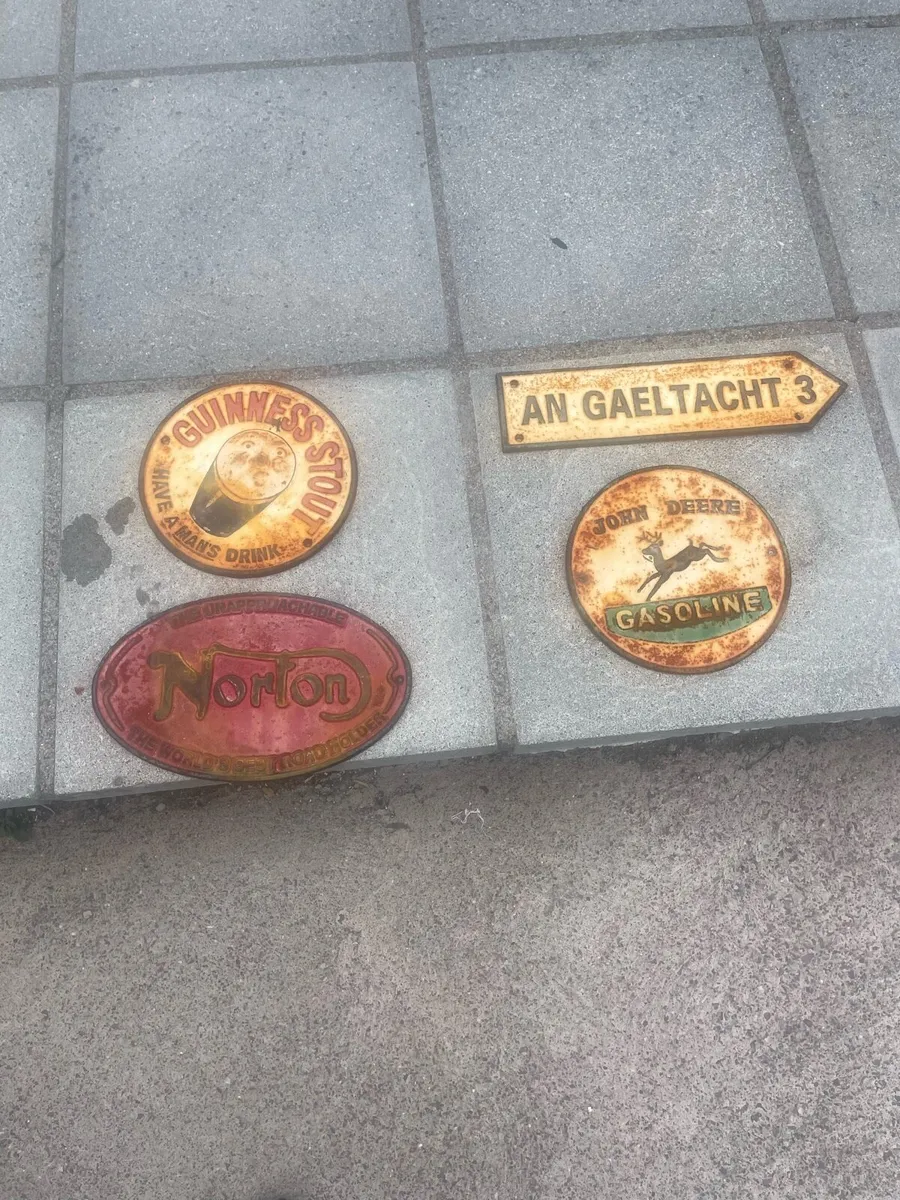 GUINNESS STOUT
HAVE A MAN'S DRINK
AN GAELTACHT 3
JOHN DEERE
GASOLINE
THE UNAPPROACHABLE
Norton
THE WORLD'S BEST ROAD HOLDER